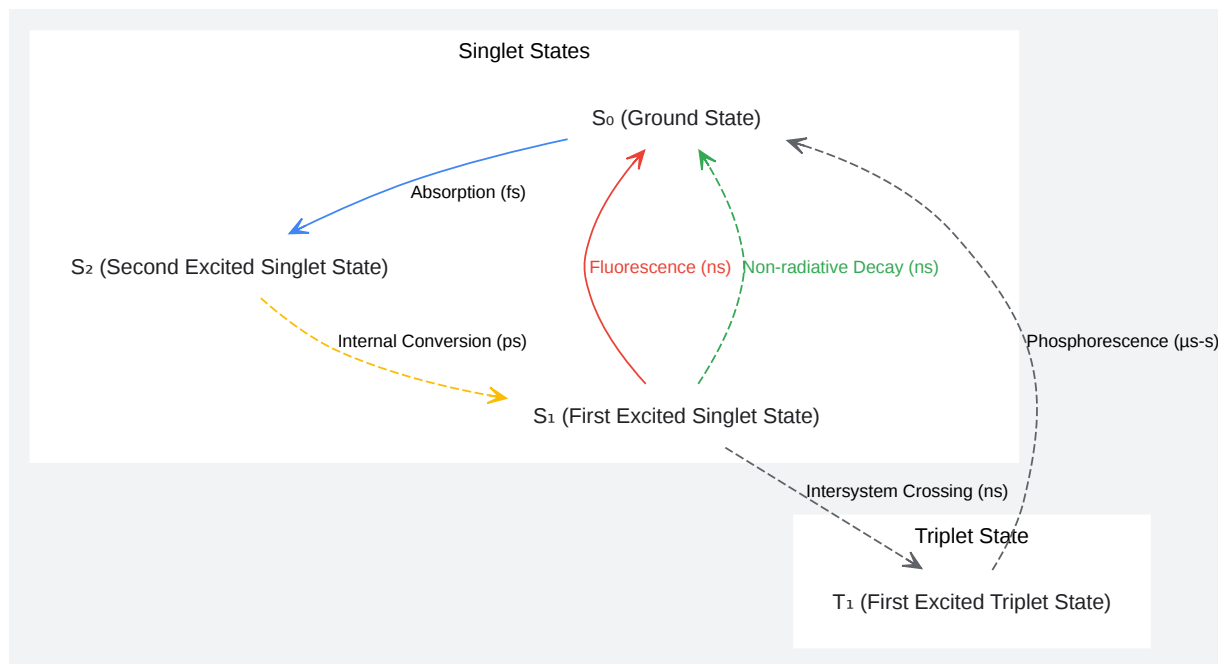 Singlet States
S₀ (Ground State)
Absorption (fs)
S₂ (Second Excited Singlet State)
Fluorescence (ns)
Non-radiative Decay (ns)
Internal Conversion (ps)
Phosphorescence (μs-s)
S₁ (First Excited Singlet State)
Intersystem Crossing (ns)
Triplet State
T₁ (First Excited Triplet State)